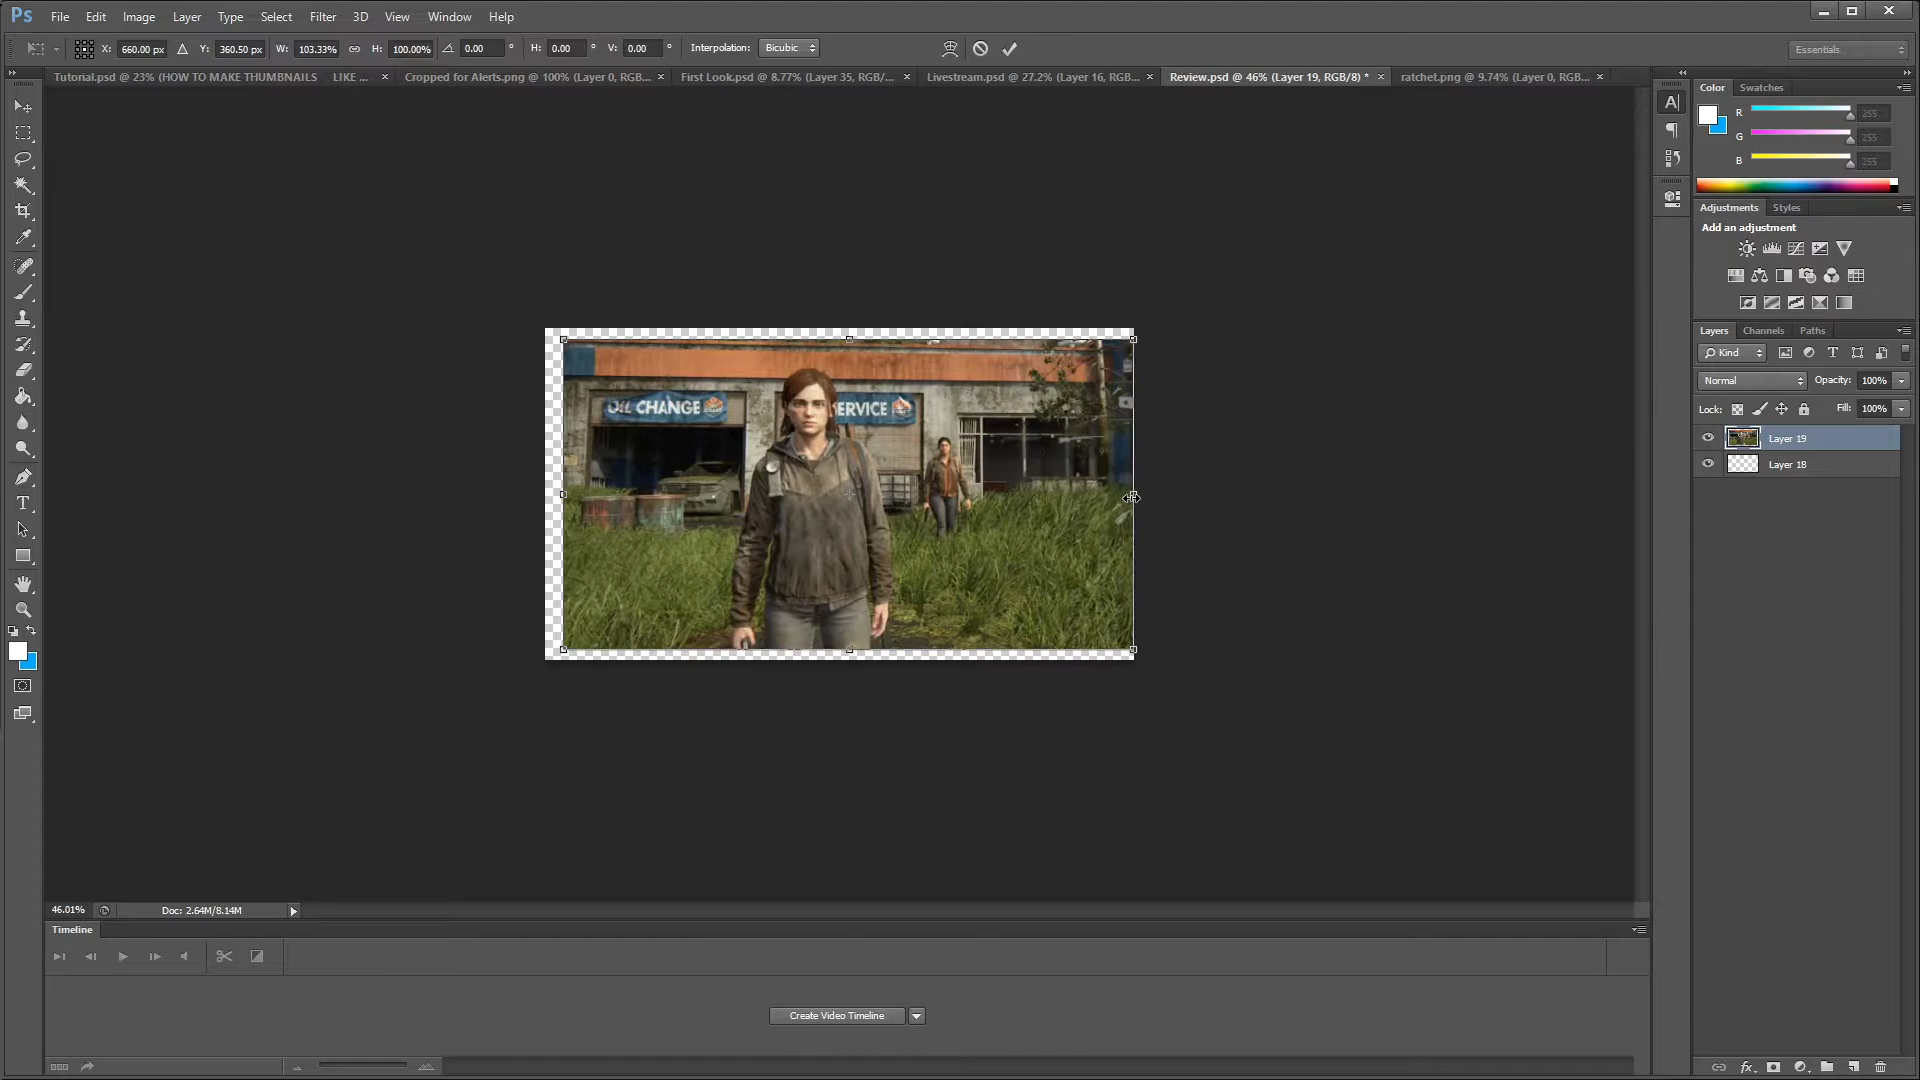 Ps File Edit Image Layer Type Select Filter 3D View Window Help
X: 660.00 px Y: 360.50 px W: 103.33% H: 100.00% 0.00 ° H: 0.00 ° V: 0.00 ° Interpolation: Bicubic Essentials
Tutorial.psd @ 23% (HOW TO MAKE THUMBNAILS LIKE ... × Cropped for Alerts.png @ 100% (Layer 0, RGB... × First Look.psd @ 8.77% (Layer 35, RGB/... × Livestream.psd @ 27.2% (Layer 16, RGB... × Review.psd @ 46% (Layer 19, RGB/8) * × ratchet.png @ 9.74% (Layer 0, RGB... ×
Color Swatches
R 255
G 255
B 255
Adjustments Styles
Add an adjustment
Layers Channels Paths
Kind
Normal Opacity: 100%
Lock: Fill: 100%
Layer 19
Layer 18
OIL CHANGE
SERVICE
46.01% Doc: 2.64M/8.14M
Timeline
Create Video Timeline